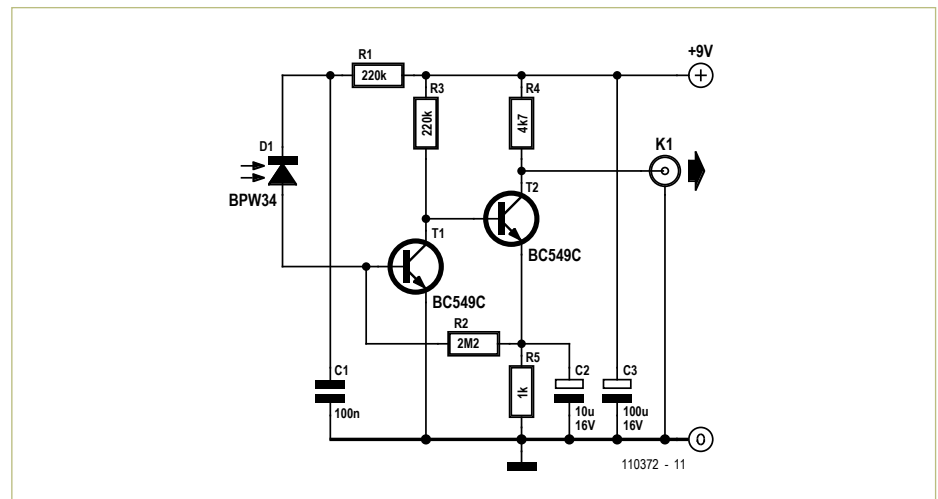 +9V
R1
220k
R3
220k
R4
4k7
K1
D1
BPW34
T2
BC549C
T1
BC549C
R2
2M2
R5
1k
C1
100n
C2
10u
16V
C3
100u
16V
0
110372 - 11